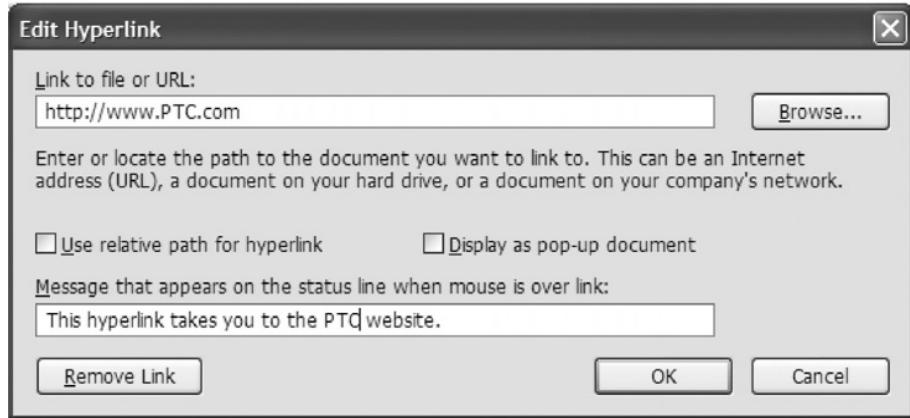 Edit Hyperlink
Link to file or URL:
http://www.PTC.com
Browse...
Enter or locate the path to the document you want to link to. This can be an Internet
address (URL), a document on your hard drive, or a document on your company's network.
Use relative path for hyperlink
Display as pop-up document
Message that appears on the status line when mouse is over link:
This hyperlink takes you to the PTC website.
Remove Link
OK
Cancel